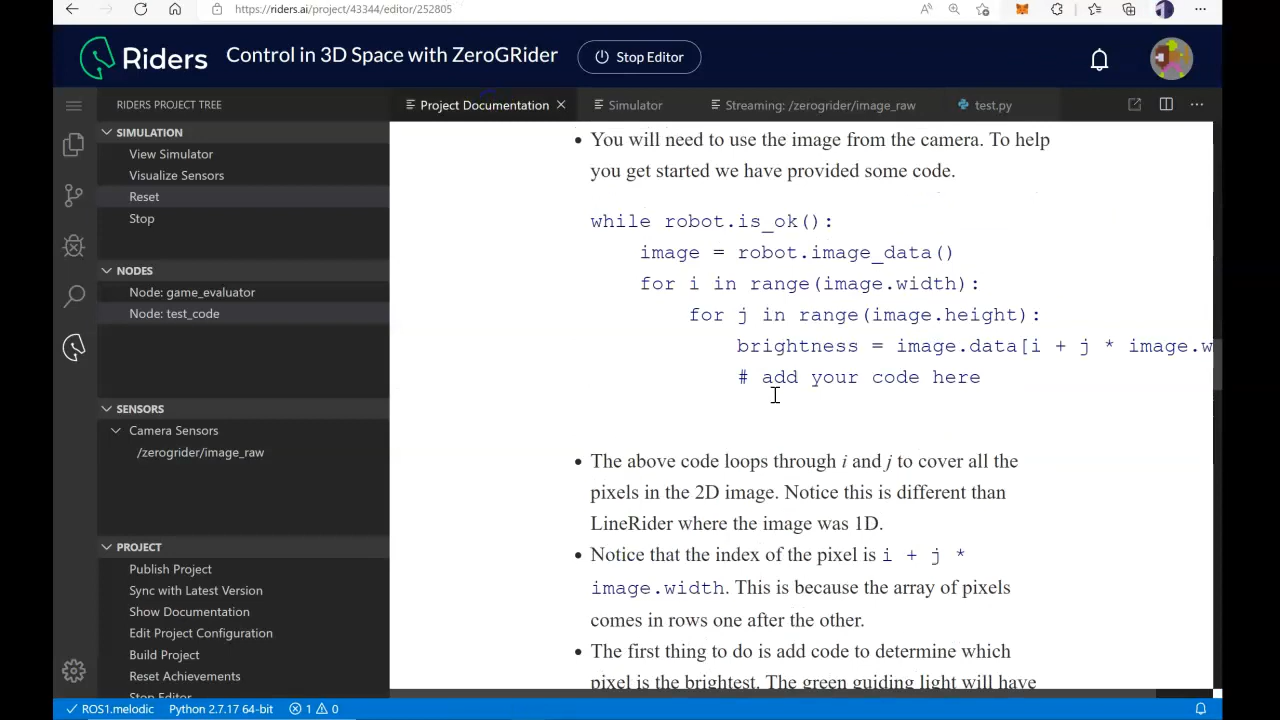 https://riders.ai/project/43344/editor/252805
Riders
Control in 3D Space with ZeroGRider
Stop Editor
RIDERS PROJECT TREE
Project Documentation
Simulator
Streaming: /zerogrider/image_raw
test.py
SIMULATION
View Simulator
Visualize Sensors
Reset
Stop
NODES
Node: game_evaluator
Node: test_code
SENSORS
Camera Sensors
/zerogrider/image_raw
PROJECT
Publish Project
Sync with Latest Version
Show Documentation
Edit Project Configuration
Build Project
Reset Achievements
Stop Editor
• You will need to use the image from the camera. To help
you get started we have provided some code.
while robot.is_ok():
image = robot.image_data()
for i in range(image.width):
for j in range(image.height):
brightness = image.data[i + j * image.w
# add your code here
• The above code loops through i and j to cover all the
pixels in the 2D image. Notice this is different than
LineRider where the image was 1D.
• Notice that the index of the pixel is i + j *
image.width. This is because the array of pixels
comes in rows one after the other.
• The first thing to do is add code to determine which
pixel is the brightest. The green guiding light will have
ROS1.melodic
Python 2.7.17 64-bit
1
0